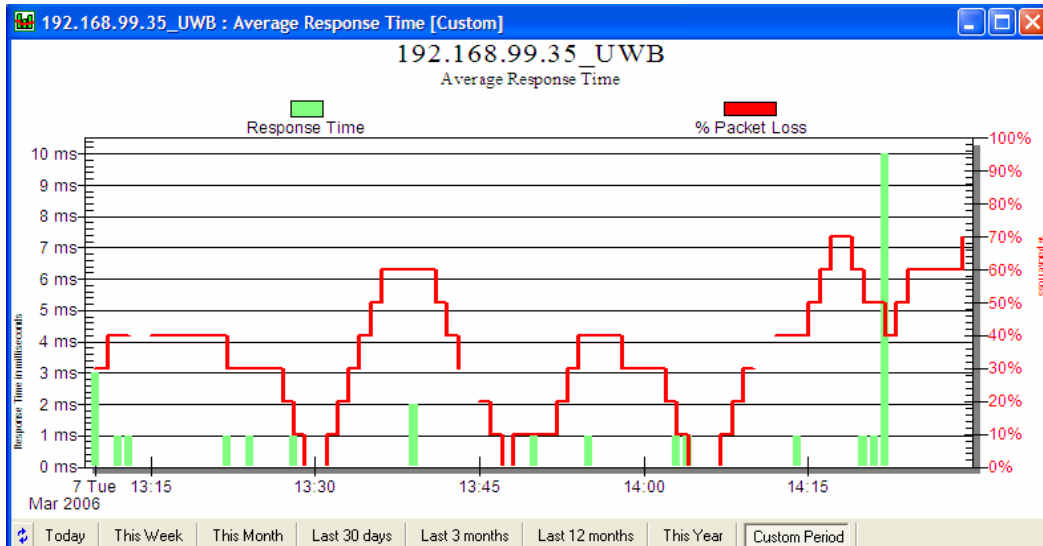 192.168.99.35_UWB : Average Response Time [Custom]
192.168.99.35_UWB
Average Response Time
Response Time
% Packet Loss
10 ms
9 ms
8 ms
7 ms
6 ms
5 ms
4 ms
3 ms
2 ms
1 ms
0 ms
Response Time in milliseconds
100%
90%
80%
70%
60%
50%
40%
30%
20%
10%
0%
7 Tue 13:15 13:30 13:45 14:00 14:15
Mar 2006
Today This Week This Month Last 30 days Last 3 months Last 12 months This Year Custom Period